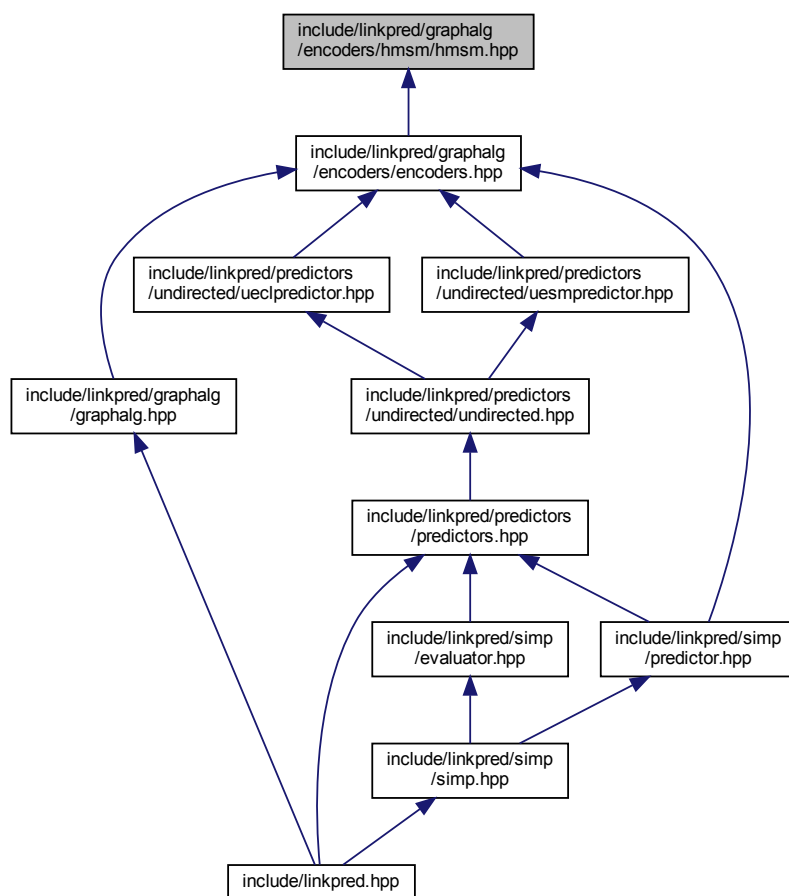 include/linkpred/graphalg
/encoders/hmsm/hmsm.hpp
include/linkpred/graphalg
/encoders/encoders.hpp
include/linkpred/predictors
/undirected/ueclpredictor.hpp
include/linkpred/predictors
/undirected/uesmpredictor.hpp
include/linkpred/graphalg
/graphalg.hpp
include/linkpred/predictors
/undirected/undirected.hpp
include/linkpred/predictors
/predictors.hpp
include/linkpred/simp
/evaluator.hpp
include/linkpred/simp
/predictor.hpp
include/linkpred/simp
/simp.hpp
include/linkpred.hpp